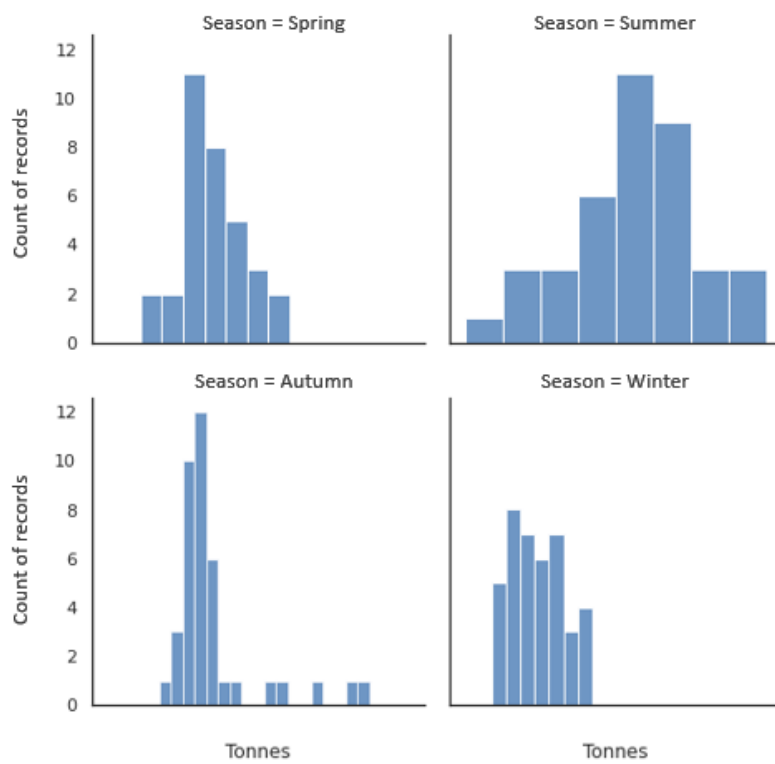 Season = Spring
Season = Summer
Count of records
12
10
8
6
4
2
0
Season = Autumn
Season = Winter
Count of records
12
10
8
6
4
2
0
Tonnes
Tonnes